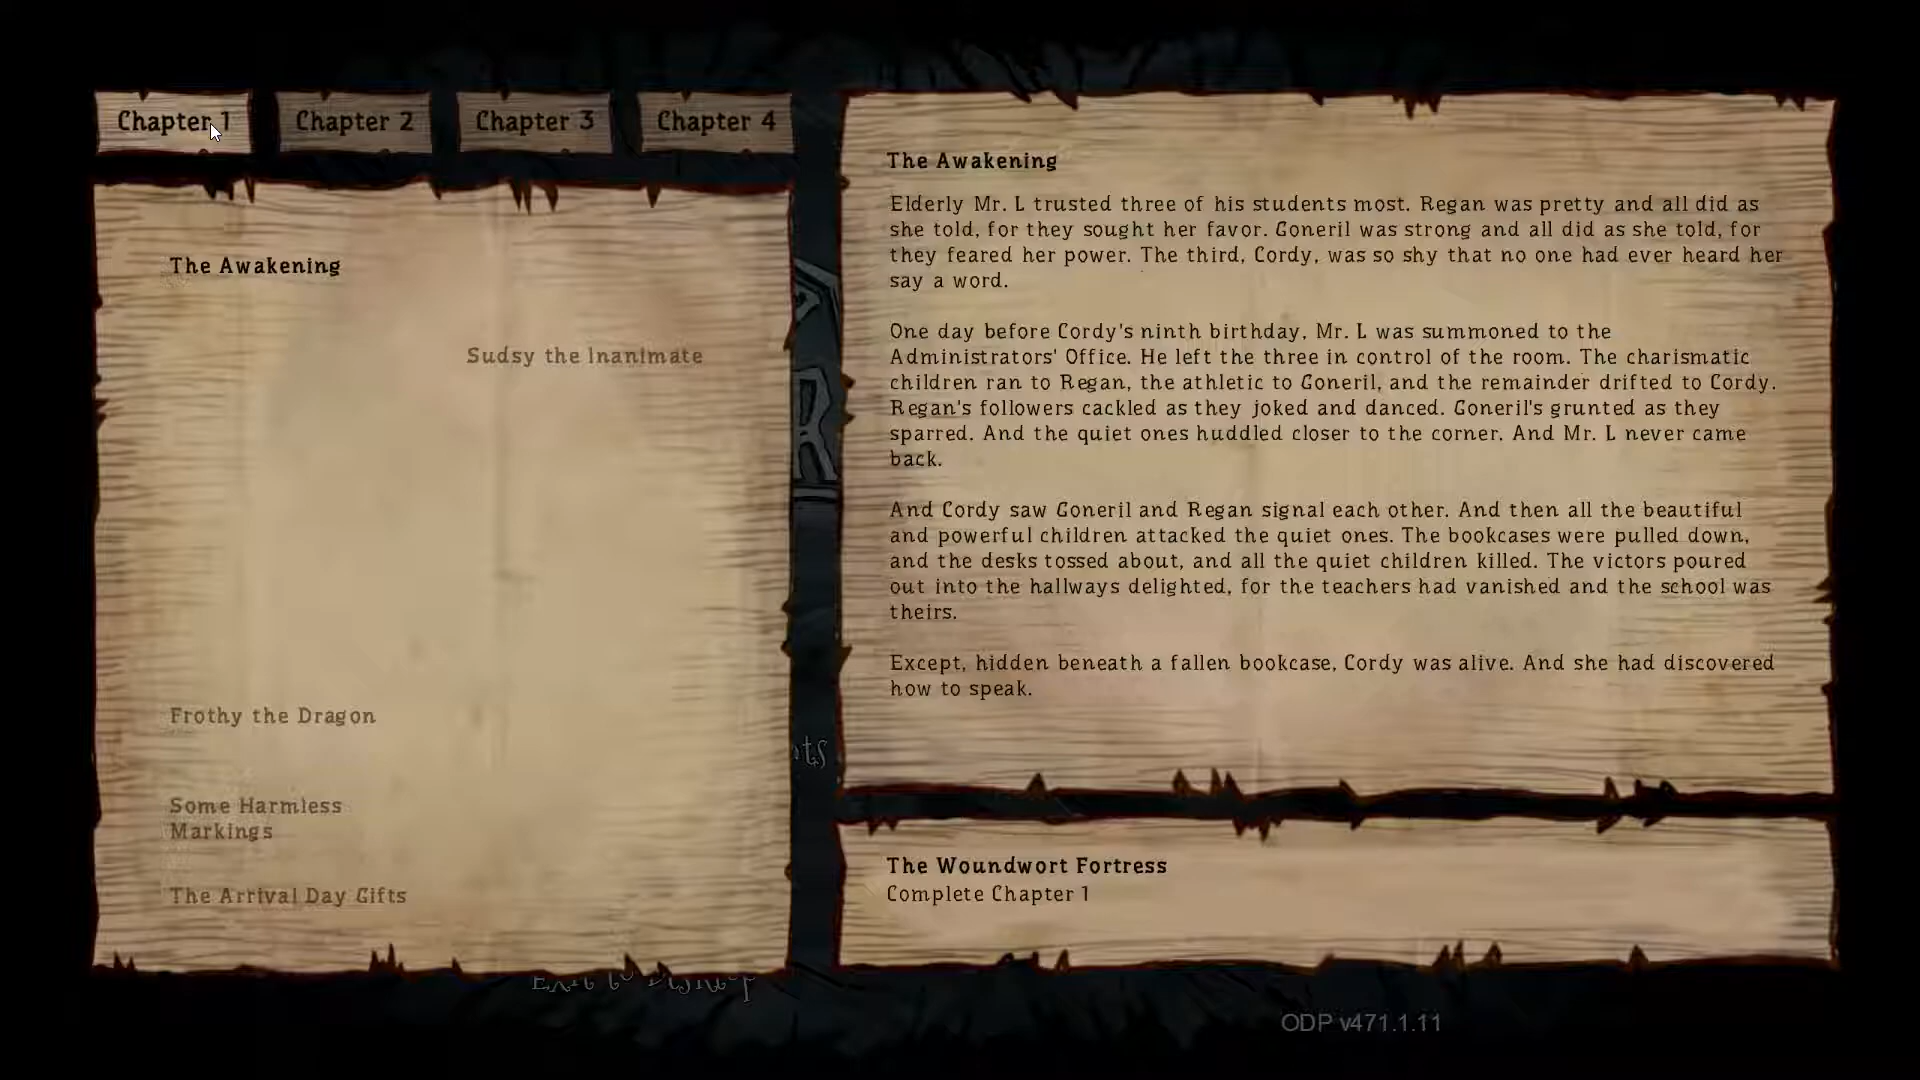 Chapter 1
Chapter 2
Chapter 3
Chapter 4
The Awakening
Sudsy the Inanimate
Frothy the Dragon
Some Harmless
Markings
The Arrival Day Gifts
The Awakening
Elderly Mr. L trusted three of his students most. Regan was pretty and all did as
she told, for they sought her favor. Goneril was strong and all did as she told, for
they feared her power. The third, Cordy, was so shy that no one had ever heard her
say a word.
One day before Cordy's ninth birthday, Mr. L was summoned to the
Administrators' Office. He left the three in control of the room. The charismatic
children ran to Regan, the athletic to Goneril, and the remainder drifted to Cordy.
Regan's followers cackled as they joked and danced. Goneril's grunted as they
sparred. And the quiet ones huddled closer to the corner. And Mr. L never came
back.
And Cordy saw Goneril and Regan signal each other. And then all the beautiful
and powerful children attacked the quiet ones. The bookcases were pulled down,
and the desks tossed about, and all the quiet children killed. The victors poured
out into the hallways delighted, for the teachers had vanished and the school was
theirs.
Except, hidden beneath a fallen bookcase, Cordy was alive. And she had discovered
how to speak.
The Woundwort Fortress
Complete Chapter 1
ODP v471.1.11